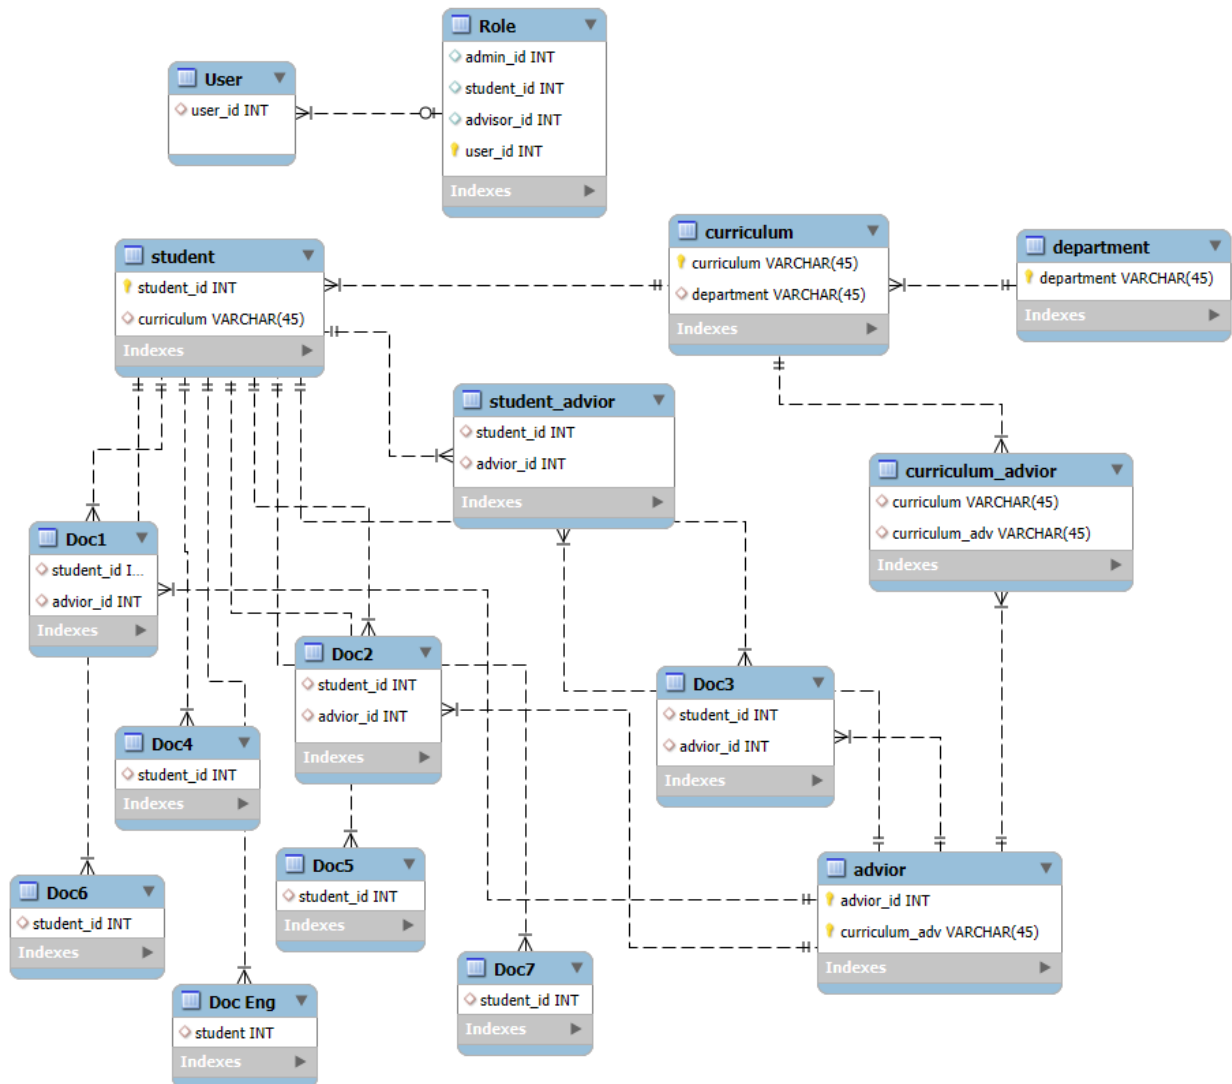 Role
admin_id INT
student_id INT
advisor_id INT
user_id INT
Indexes
User
user_id INT
student
student_id INT
curriculum VARCHAR(45)
Indexes
curriculum
curriculum VARCHAR(45)
department VARCHAR(45)
Indexes
department
department VARCHAR(45)
Indexes
student_advior
student_id INT
advior_id INT
Indexes
curriculum_advior
curriculum VARCHAR(45)
curriculum_adv VARCHAR(45)
Indexes
Doc1
student_id I...
advior_id INT
Indexes
Doc2
student_id INT
advior_id INT
Indexes
Doc3
student_id INT
advior_id INT
Indexes
Doc4
student_id INT
Indexes
Doc5
student_id INT
Indexes
advior
advior_id INT
curriculum_adv VARCHAR(45)
Indexes
Doc6
student_id INT
Indexes
Doc7
student_id INT
Indexes
Doc Eng
student INT
Indexes